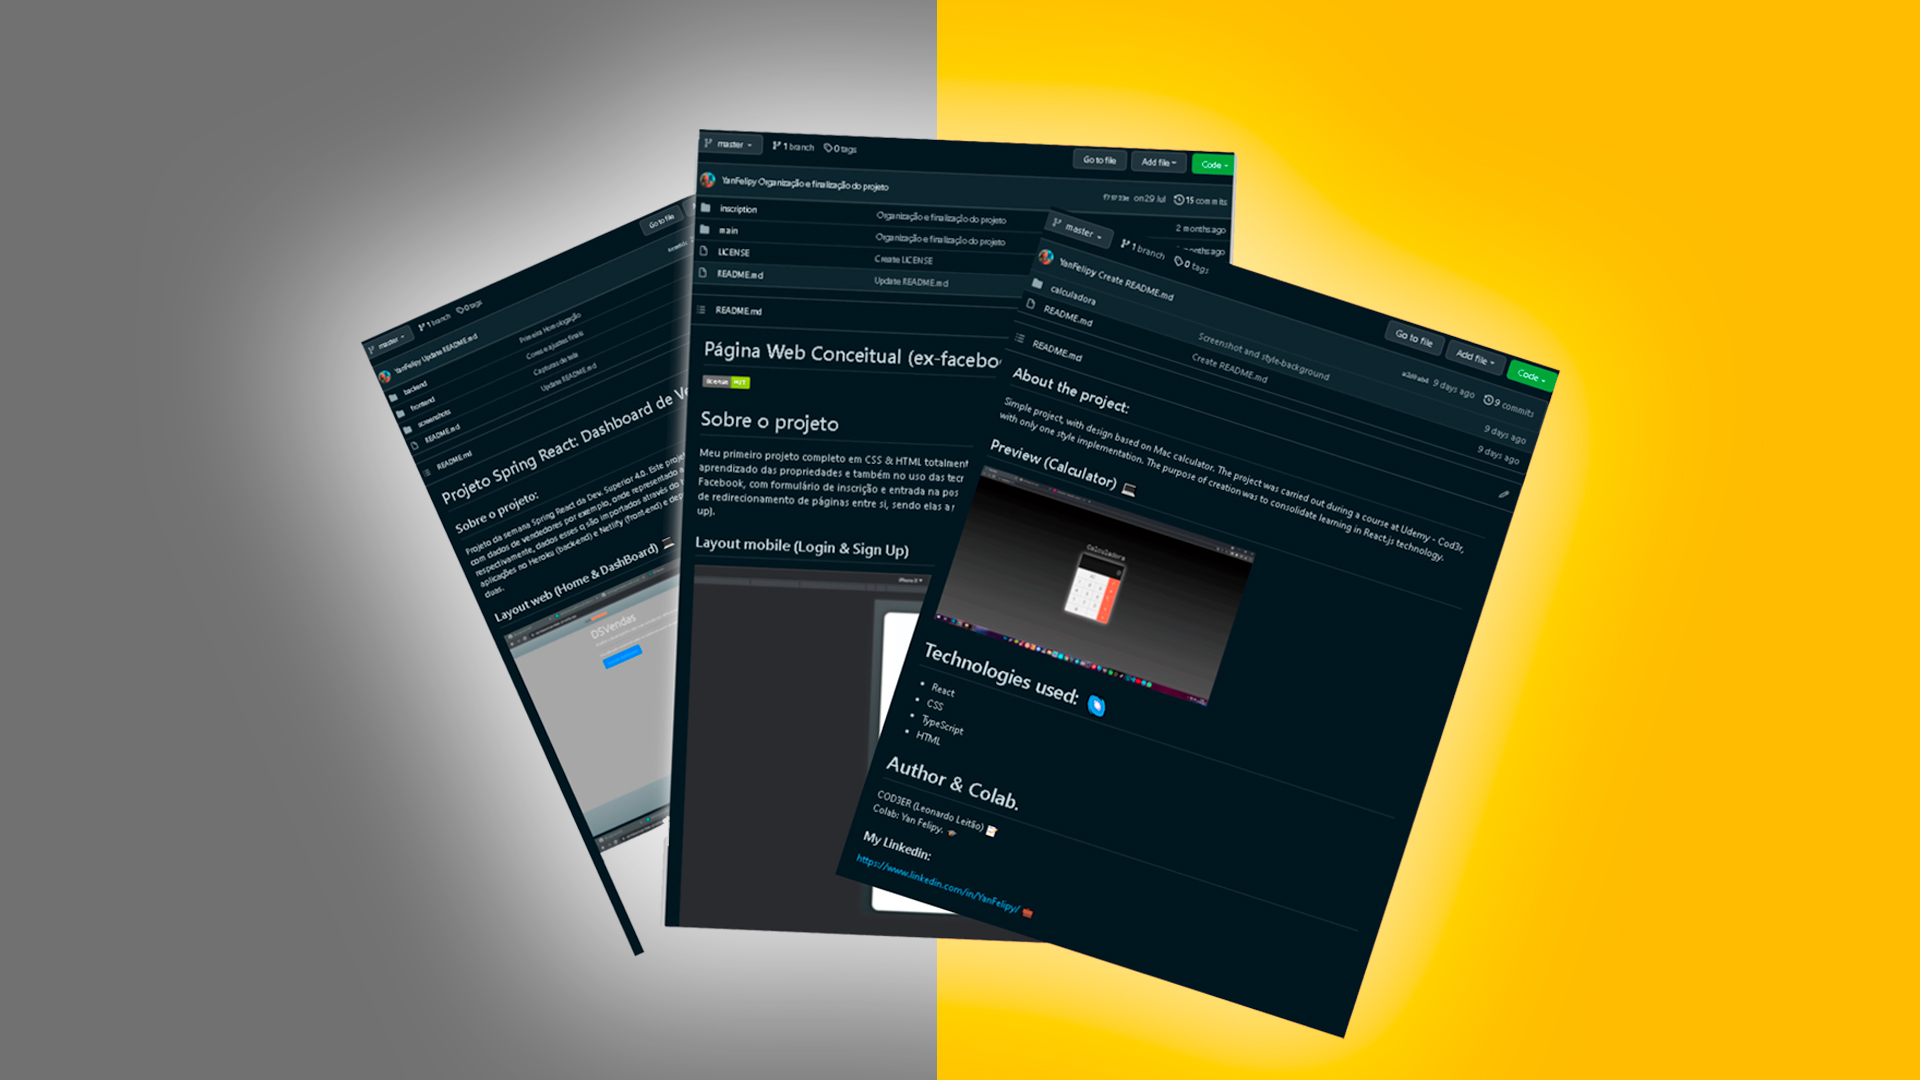 Go to file
master
1 branch
0 tags
YanFelipy Update README.md
backend
Primeira Homologação
frontend
Cores e ajustes finais
screenshots
Capturas de tela
README.md
Update README.md
README.md
Projeto Spring React: Dashboard de Ve
Sobre o projeto:
Projeto da semana Spring React da Dev. Superior 4.0. Este proje
com dados de vendedores por exemplo, onde representado a
respectivamente, dados esses q são importados através do
aplicações no Heroku (back-end) e Netlify (front-end) e dep
duas.
Layout web (Home & DashBoard)
DSVendas
master
1 branch
0 tags
Go to file
Add file
Code
YanFelipy Organização e finalização do projeto
on 29 Jul
15 commits
inscription
Organização e finalização do projeto
2 months ago
main
Organização e finalização do projeto
months ago
LICENSE
Create LICENSE
README.md
Update README.md
README.md
Página Web Conceitual (ex-facebo
license MIT
Sobre o projeto
Meu primeiro projeto completo em CSS & HTML totalment
aprendizado das propriedades e também no uso das tecr
Facebook, com formulário de inscrição e entrada na pos
de redirecionamento de páginas entre si, sendo elas a
up).
Layout mobile (Login & Sign Up)
master
1 branch
0 tags
Go to file
Add file
Code
YanFelipy Create README.md
9 days ago
9 commits
calculadora
Screenshot and style-background
9 days ago
README.md
Create README.md
9 days ago
README.md
About the project:
Simple project, with design based on Mac calculator. The project was carried out during a course at Udemy - Cod3r,
with only one style implementation. The purpose of creation was to consolidate learning in React.js technology.
Preview (Calculator)
Calculadora
Technologies used:
React
CSS
TypeScript
HTML
Author & Colab.
COD3ER (Leonardo Leitão)
Colab: Yan Felipy.
My Linkedin:
https://www.linkedin.com/in/YanFelipy/